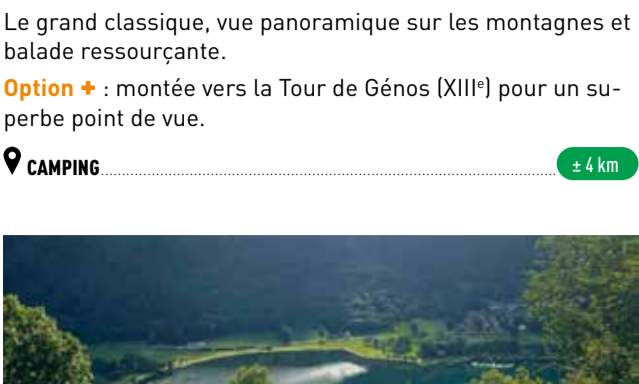 Le grand classique, vue panoramique sur les montagnes et
balade ressourçante.
Option + : montée vers la Tour de Génos (XIIIᵉ) pour un su-
perbe point de vue.
CAMPING........................................................ ± 4 km